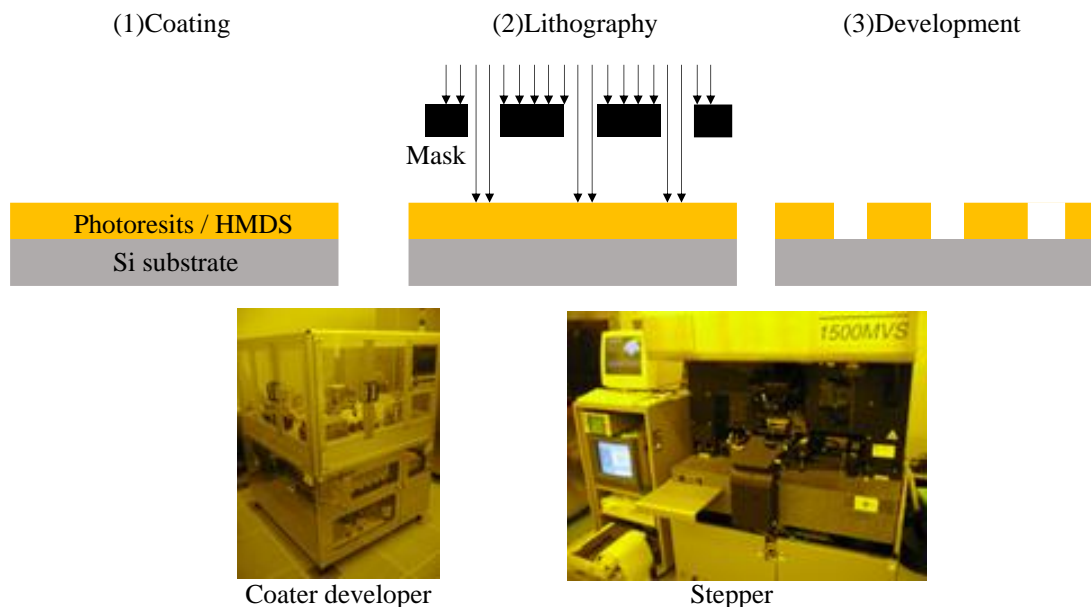 (1)Coating
(2)Lithography
(3)Development
Mask
Photoresits / HMDS
Si substrate
1500MVS
Coater developer
Stepper